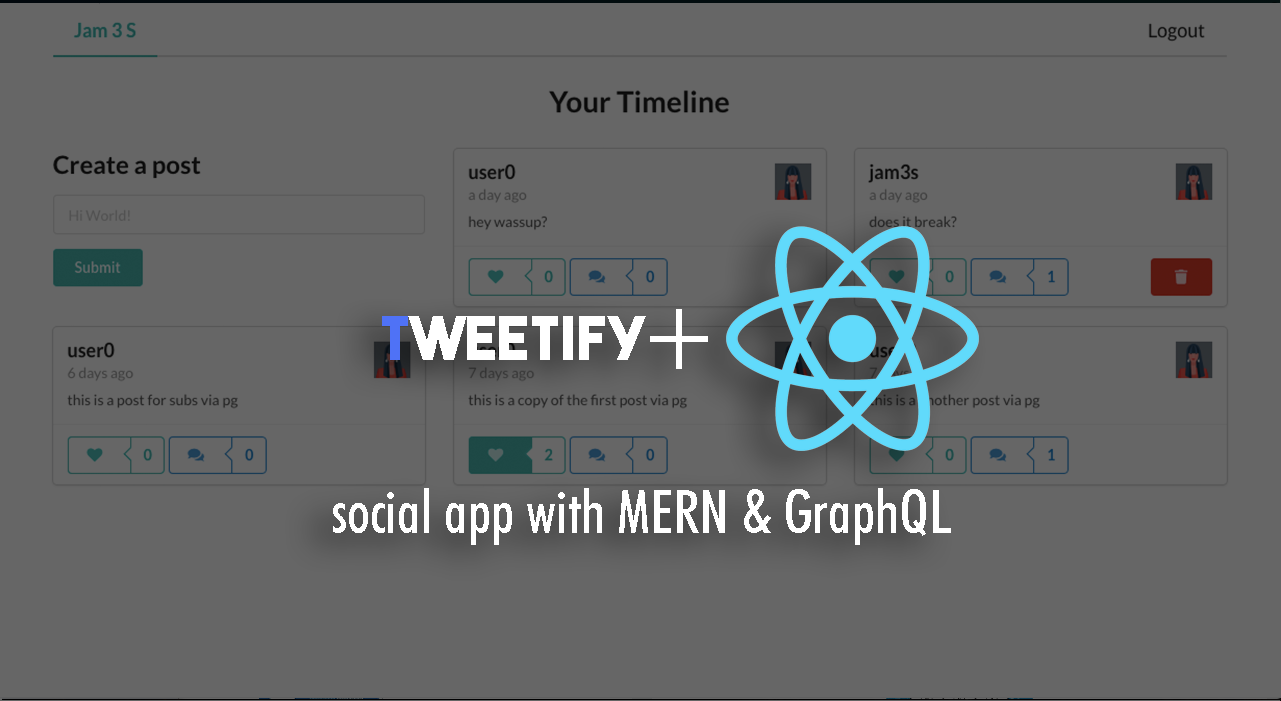 Jam 3 S
Logout
Your Timeline
Create a post
Hi World!
Submit
user0
a day ago
hey wassup?
0
0
jam3s
a day ago
does it break?
0
1
TWEETIFY+
user0
6 days ago
this is a post for subs via pg
0
0
7 days ago
this is a copy of the first post via pg
2
0
this is another post via pg
0
1
social app with MERN & GraphQL